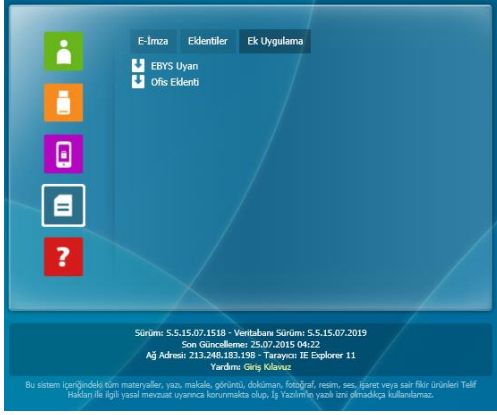 E-İmza Eklentiler Ek Uygulama
EBYS Uyarı
Ofis Eklenti
?
Sürüm: 5.5.15.07.1518 - Veritabanı Sürüm: 5.5.15.07.2019
Son Güncelleme: 25.07.2015 04:22
Ağ Adresi: 213.248.183.198 - Tarayıcı: IE Explorer 11
Yardım: Giriş Kılavuz
Bu sistem içeriğindeki tüm materyaller, yazı, makale, görüntü, doküman, fotoğraf, resim, ses, işaret veya sair fikir ürünleri Telif
Hakları ile ilgili yasal mevzuat uyarınca korunmakta olup, İş Yazılım'ın yazılı izni olmadıkça kullanılamaz.